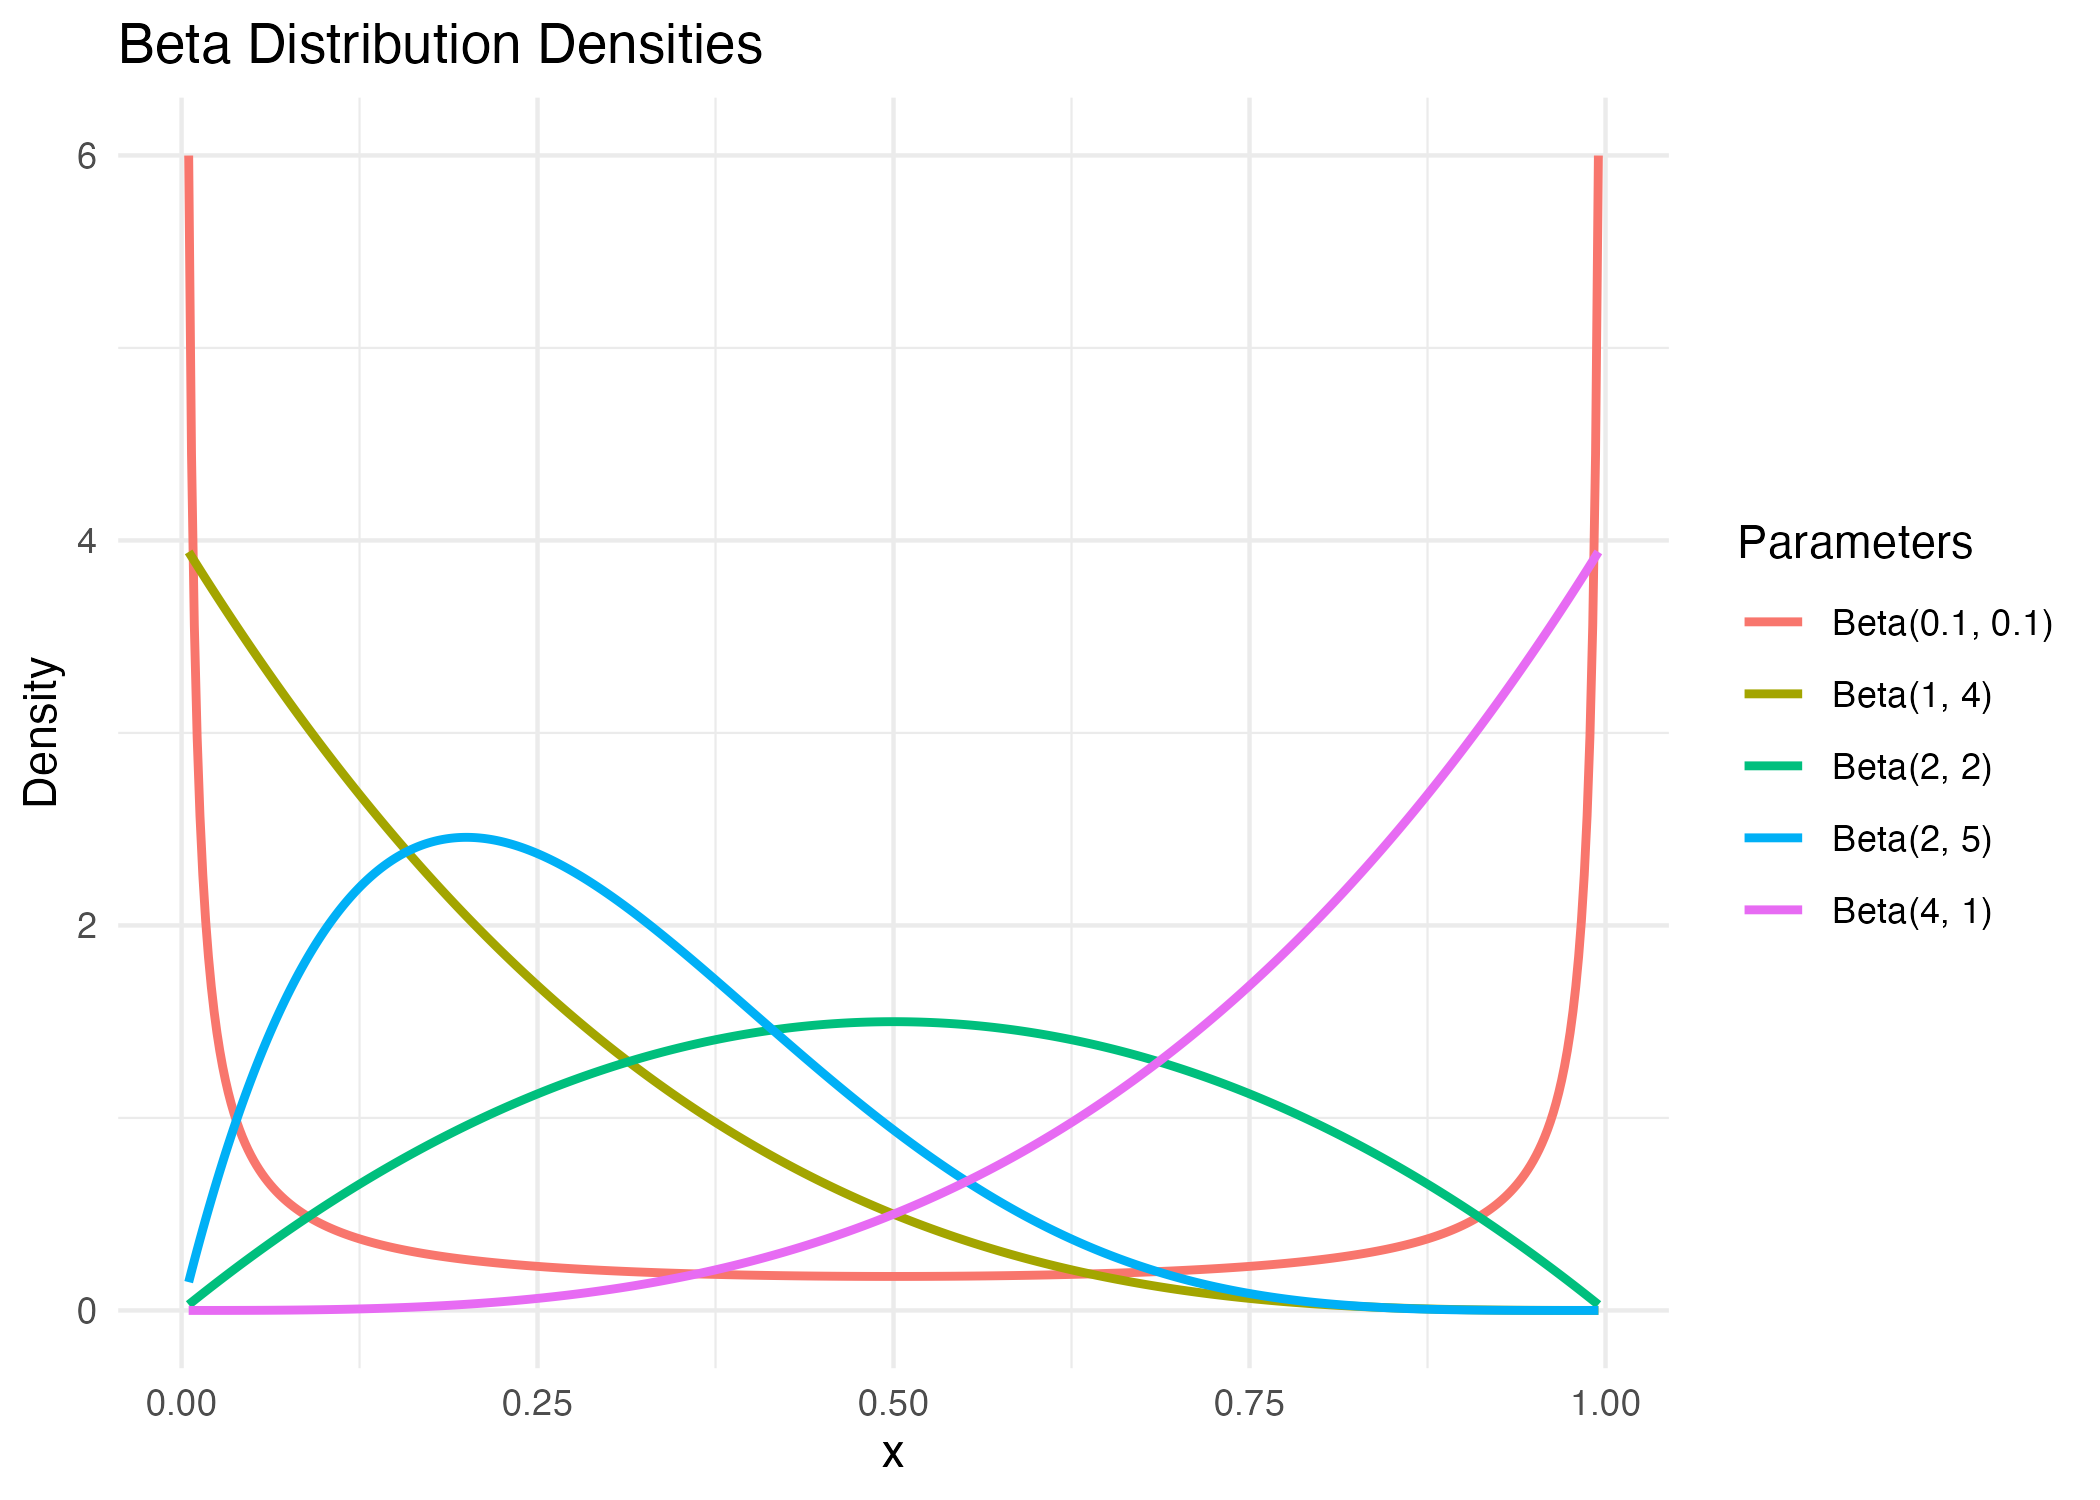 Beta Distribution Densities
6
4
2
0
Density
0.00 0.25 0.50 0.75 1.00
x
Parameters
Beta(0.1, 0.1)
Beta(1, 4)
Beta(2, 2)
Beta(2, 5)
Beta(4, 1)